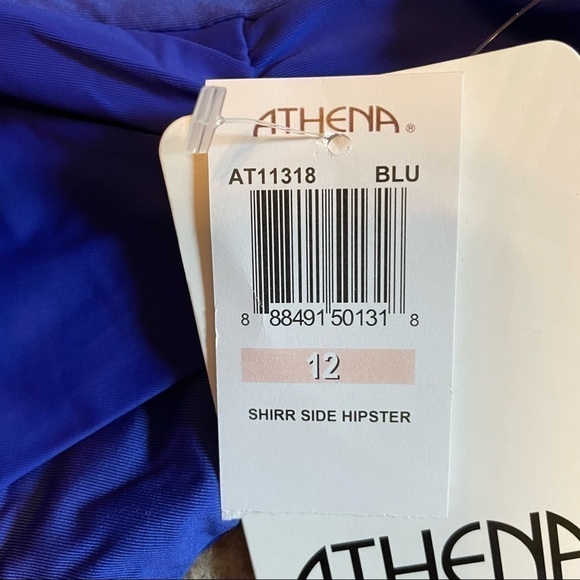 ATHENA®
AT11318 BLU
8 88491 50131 8
12
SHIRR SIDE HIPSTER
ATHENA